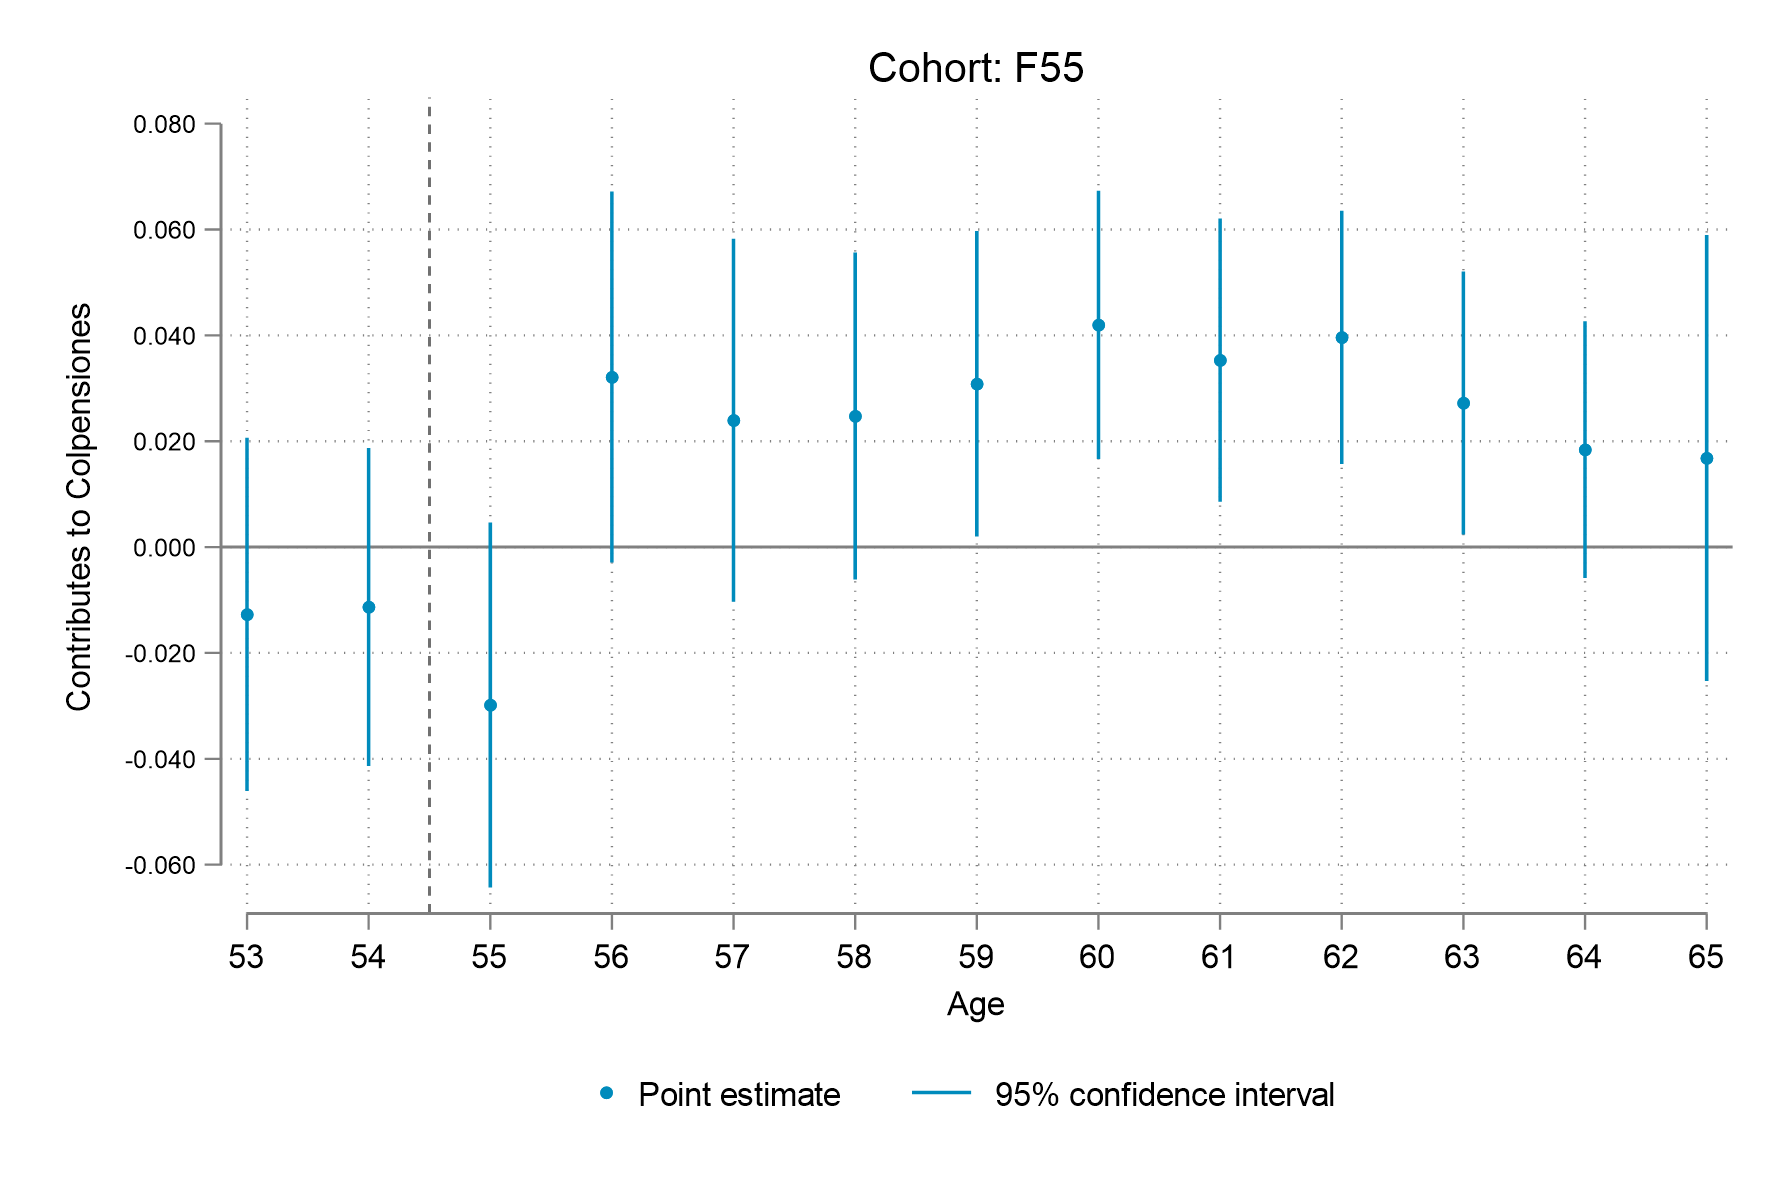 Cohort: F55
0.080
0.060
0.040
0.020
0.000
-0.020
-0.040
-0.060
Contributes to Colpensiones
53 54 55 56 57 58 59 60 61 62 63 64 65
Age
Point estimate 95% confidence interval